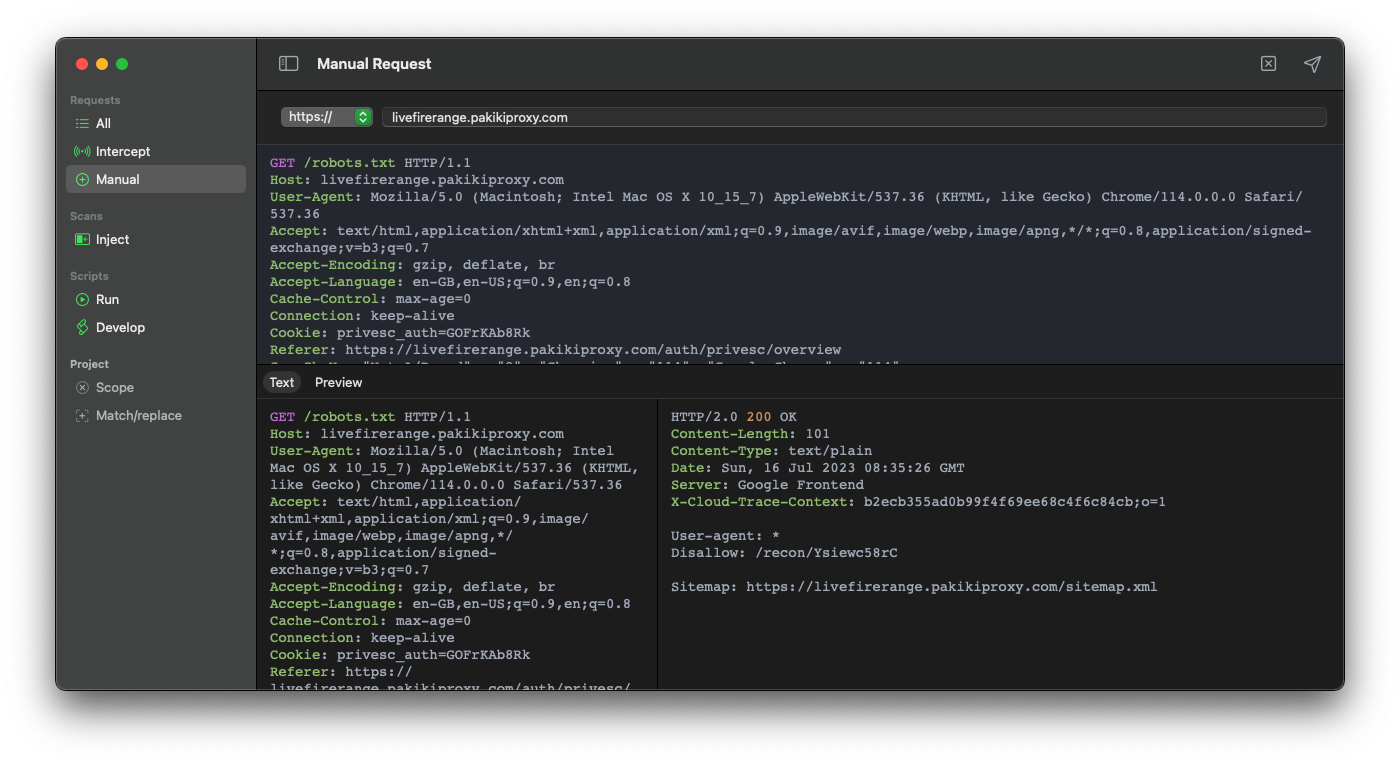 Manual Request
Requests
All
Intercept
Manual
Scans
Inject
Scripts
Run
Develop
Project
Scope
Match/replace
https://
livefirerange.pakikiproxy.com
GET /robots.txt HTTP/1.1
Host: livefirerange.pakikiproxy.com
User-Agent: Mozilla/5.0 (Macintosh; Intel Mac OS X 10_15_7) AppleWebKit/537.36 (KHTML, like Gecko) Chrome/114.0.0.0 Safari/
537.36
Accept: text/html,application/xhtml+xml,application/xml;q=0.9,image/avif,image/webp,image/apng,*/*;q=0.8,application/signed-
exchange;v=b3;q=0.7
Accept-Encoding: gzip, deflate, br
Accept-Language: en-GB,en-US;q=0.9,en;q=0.8
Cache-Control: max-age=0
Connection: keep-alive
Cookie: privesc_auth=GOFrKAb8Rk
Referer: https://livefirerange.pakikiproxy.com/auth/privesc/overview
Text
Preview
GET /robots.txt HTTP/1.1
Host: livefirerange.pakikiproxy.com
User-Agent: Mozilla/5.0 (Macintosh; Intel
Mac OS X 10_15_7) AppleWebKit/537.36 (KHTML,
like Gecko) Chrome/114.0.0.0 Safari/537.36
Accept: text/html,application/
xhtml+xml,application/xml;q=0.9,image/
avif,image/webp,image/apng,*/
*;q=0.8,application/signed-
exchange;v=b3;q=0.7
Accept-Encoding: gzip, deflate, br
Accept-Language: en-GB,en-US;q=0.9,en;q=0.8
Cache-Control: max-age=0
Connection: keep-alive
Cookie: privesc_auth=GOFrKAb8Rk
Referer: https://
livefirerange.pakikiproxy.com/auth/privesc/
HTTP/2.0 200 OK
Content-Length: 101
Content-Type: text/plain
Date: Sun, 16 Jul 2023 08:35:26 GMT
Server: Google Frontend
X-Cloud-Trace-Context: b2ecb355ad0b99f4f69ee68c4f6c84cb;o=1
User-agent: *
Disallow: /recon/Ysiewc58rC
Sitemap: https://livefirerange.pakikiproxy.com/sitemap.xml